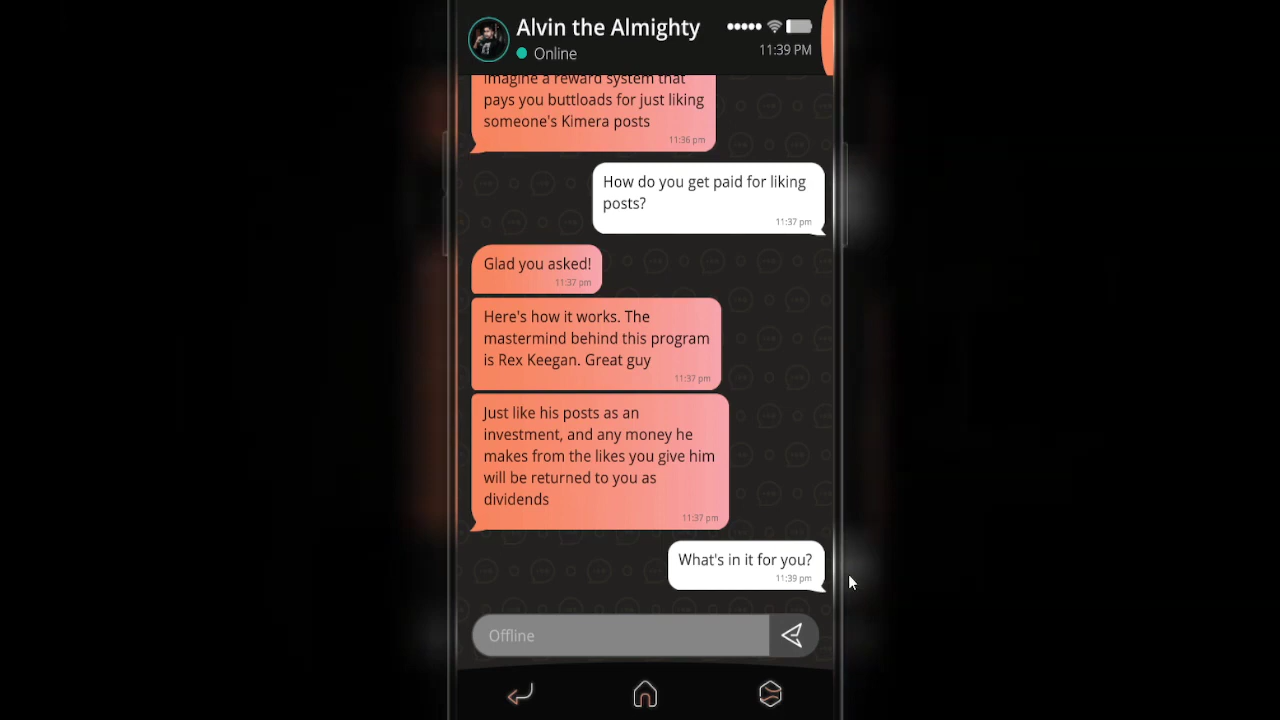 Alvin the Almighty
Online
11:39 PM
imagine a reward system that
pays you buttloads for just liking
someone's Kimera posts
11:36 pm
How do you get paid for liking
posts?
11:37 pm
Glad you asked!
11:37 pm
Here's how it works. The
mastermind behind this program
is Rex Keegan. Great guy
11:37 pm
Just like his posts as an
investment, and any money he
makes from the likes you give him
will be returned to you as
dividends
11:37 pm
What's in it for you?
11:39 pm
Offline